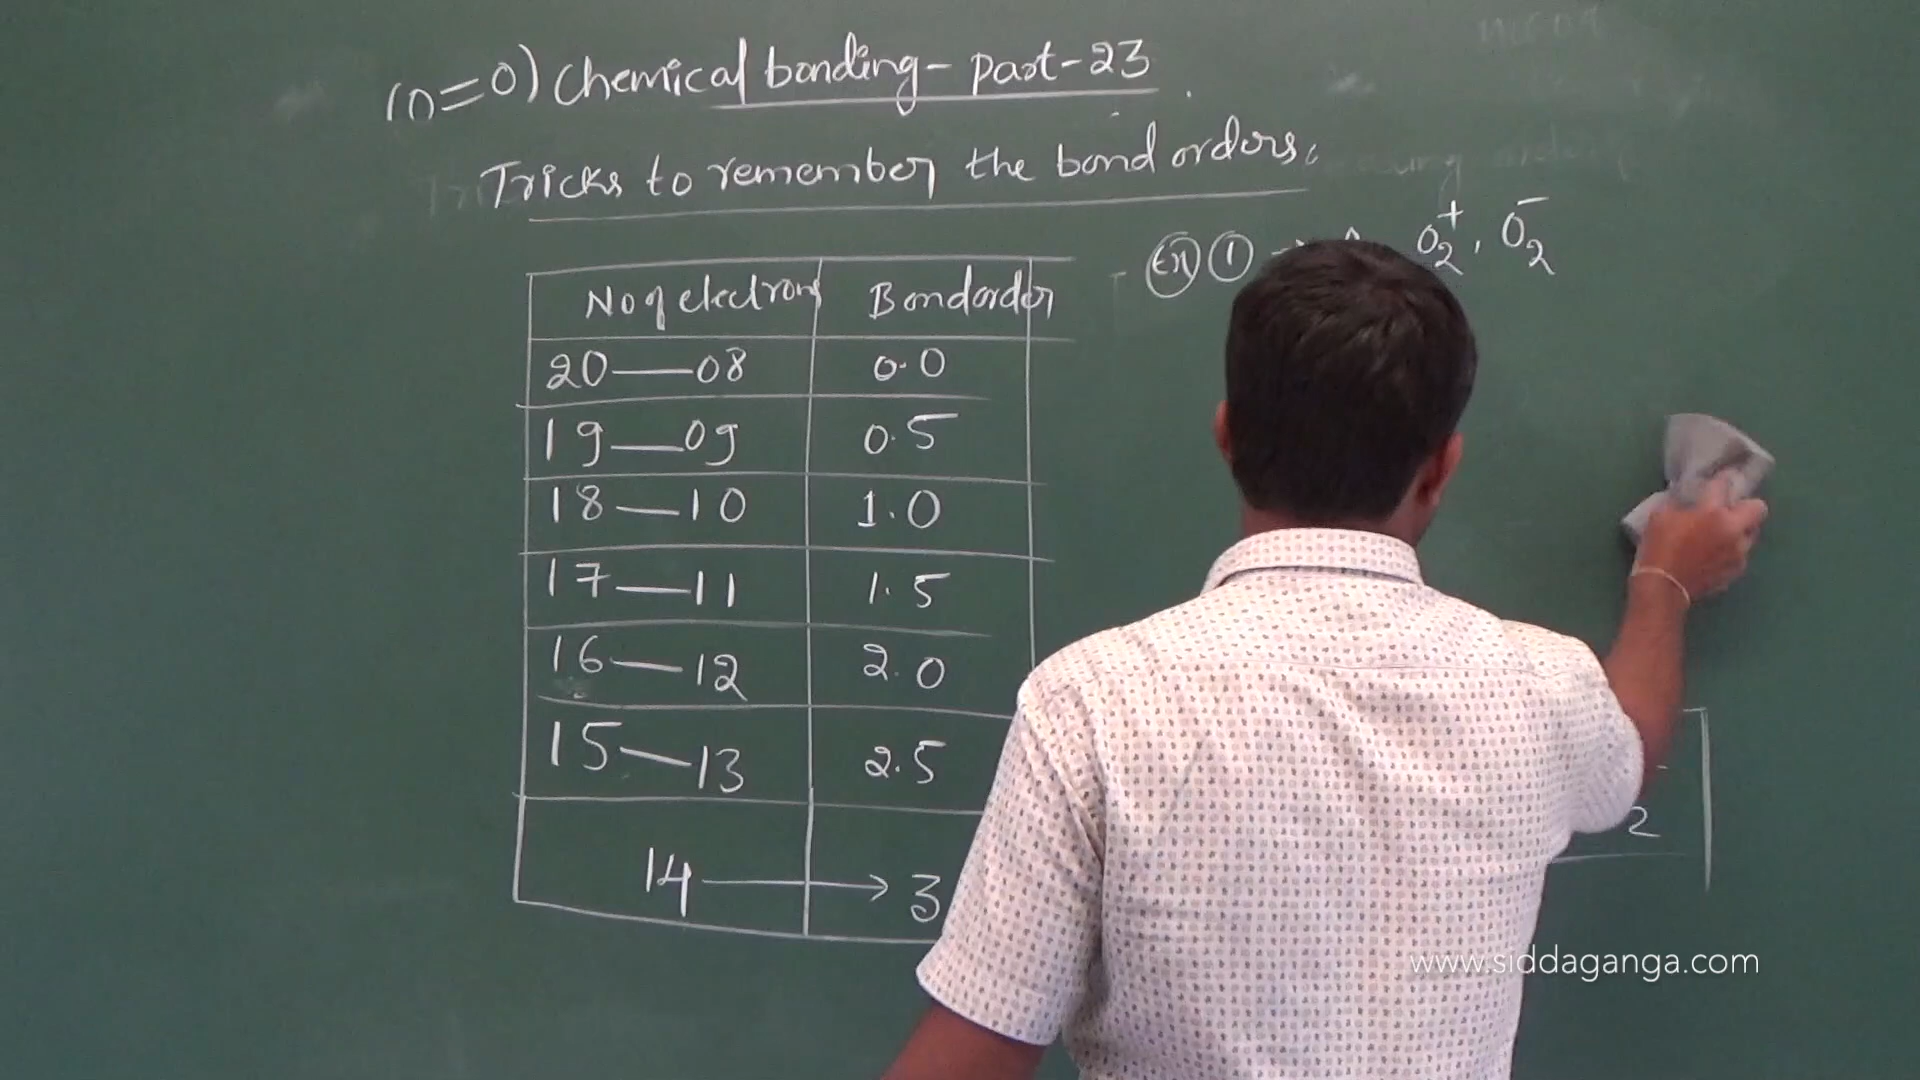 (n=0) Chemical bonding - part-23
Tricks to remember the bond orders.
Ex ① → O₂⁺, O₂⁻
No of electrons Bondorder
20—08 0.0
19—09 0.5
18—10 1.0
17—11 1.5
16—12 2.0
15—13 2.5
14 → 3
2
www.siddaganga.com